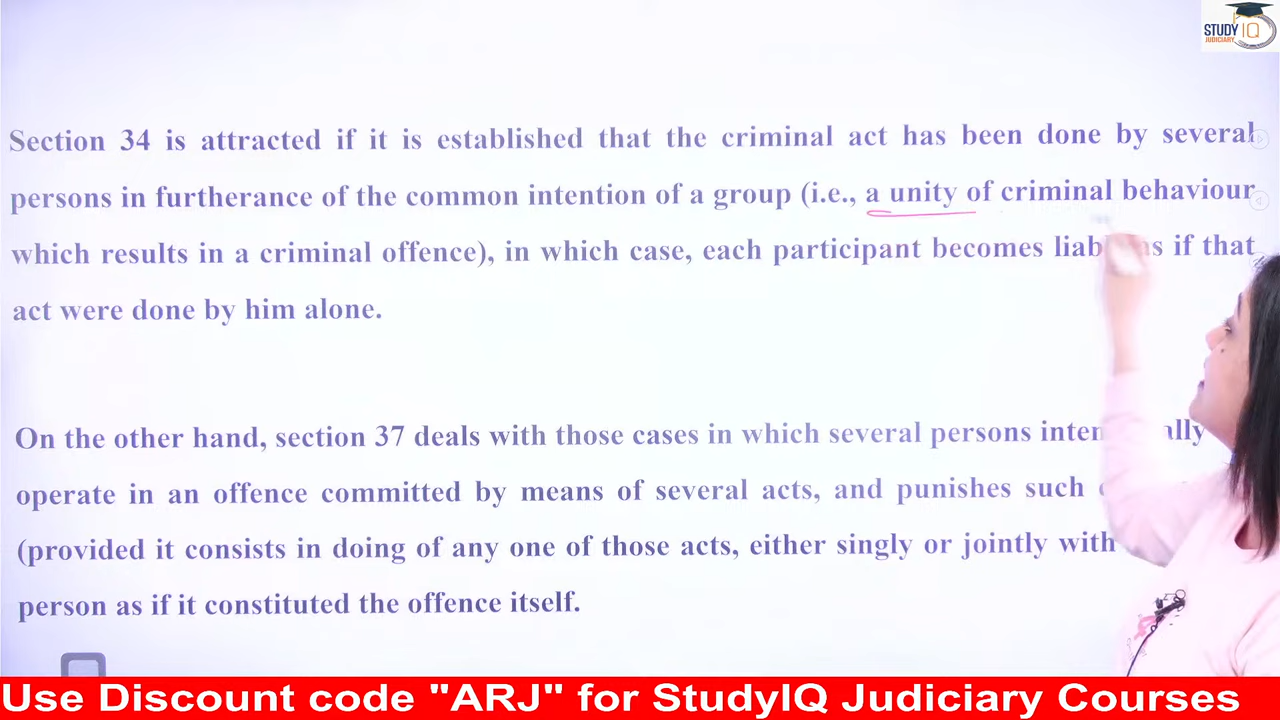 STUDY IQ
JUDICIARY
Section 34 is attracted if it is established that the criminal act has been done by several
persons in furtherance of the common intention of a group (i.e., a unity of criminal behaviour
which results in a criminal offence), in which case, each participant becomes as if that
act were done by him alone.
On the other hand, section 37 deals with those cases in which several persons
operate in an offence committed by means of several acts, and punishes such
(provided it consists in doing of any one of those acts, either singly or jointly with
person as if it constituted the offence itself.
Use Discount code "ARJ" for StudyIQ Judiciary Courses